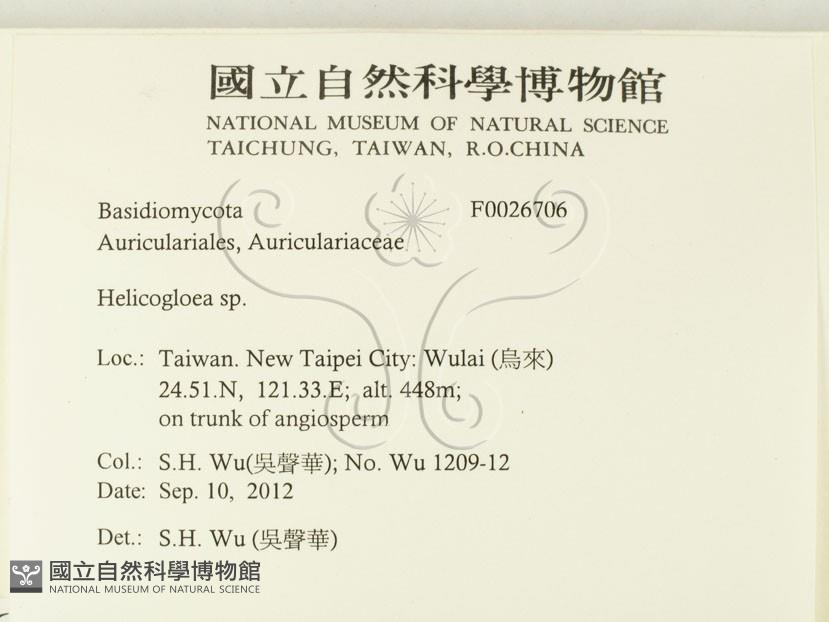 國立自然科學博物館
NATIONAL MUSEUM OF NATURAL SCIENCE
TAICHUNG, TAIWAN, R.O.CHINA
Basidiomycota F0026706
Auriculariales, Auriculariaceae
Helicogloea sp.
Loc.: Taiwan. New Taipei City: Wulai (烏來)
24.51.N, 121.33.E; alt. 448m;
on trunk of angiosperm
Col.: S.H. Wu(吳聲華); No. Wu 1209-12
Date: Sep. 10, 2012
Det.: S.H. Wu (吳聲華)
國立自然科學博物館
NATIONAL MUSEUM OF NATURAL SCIENCE